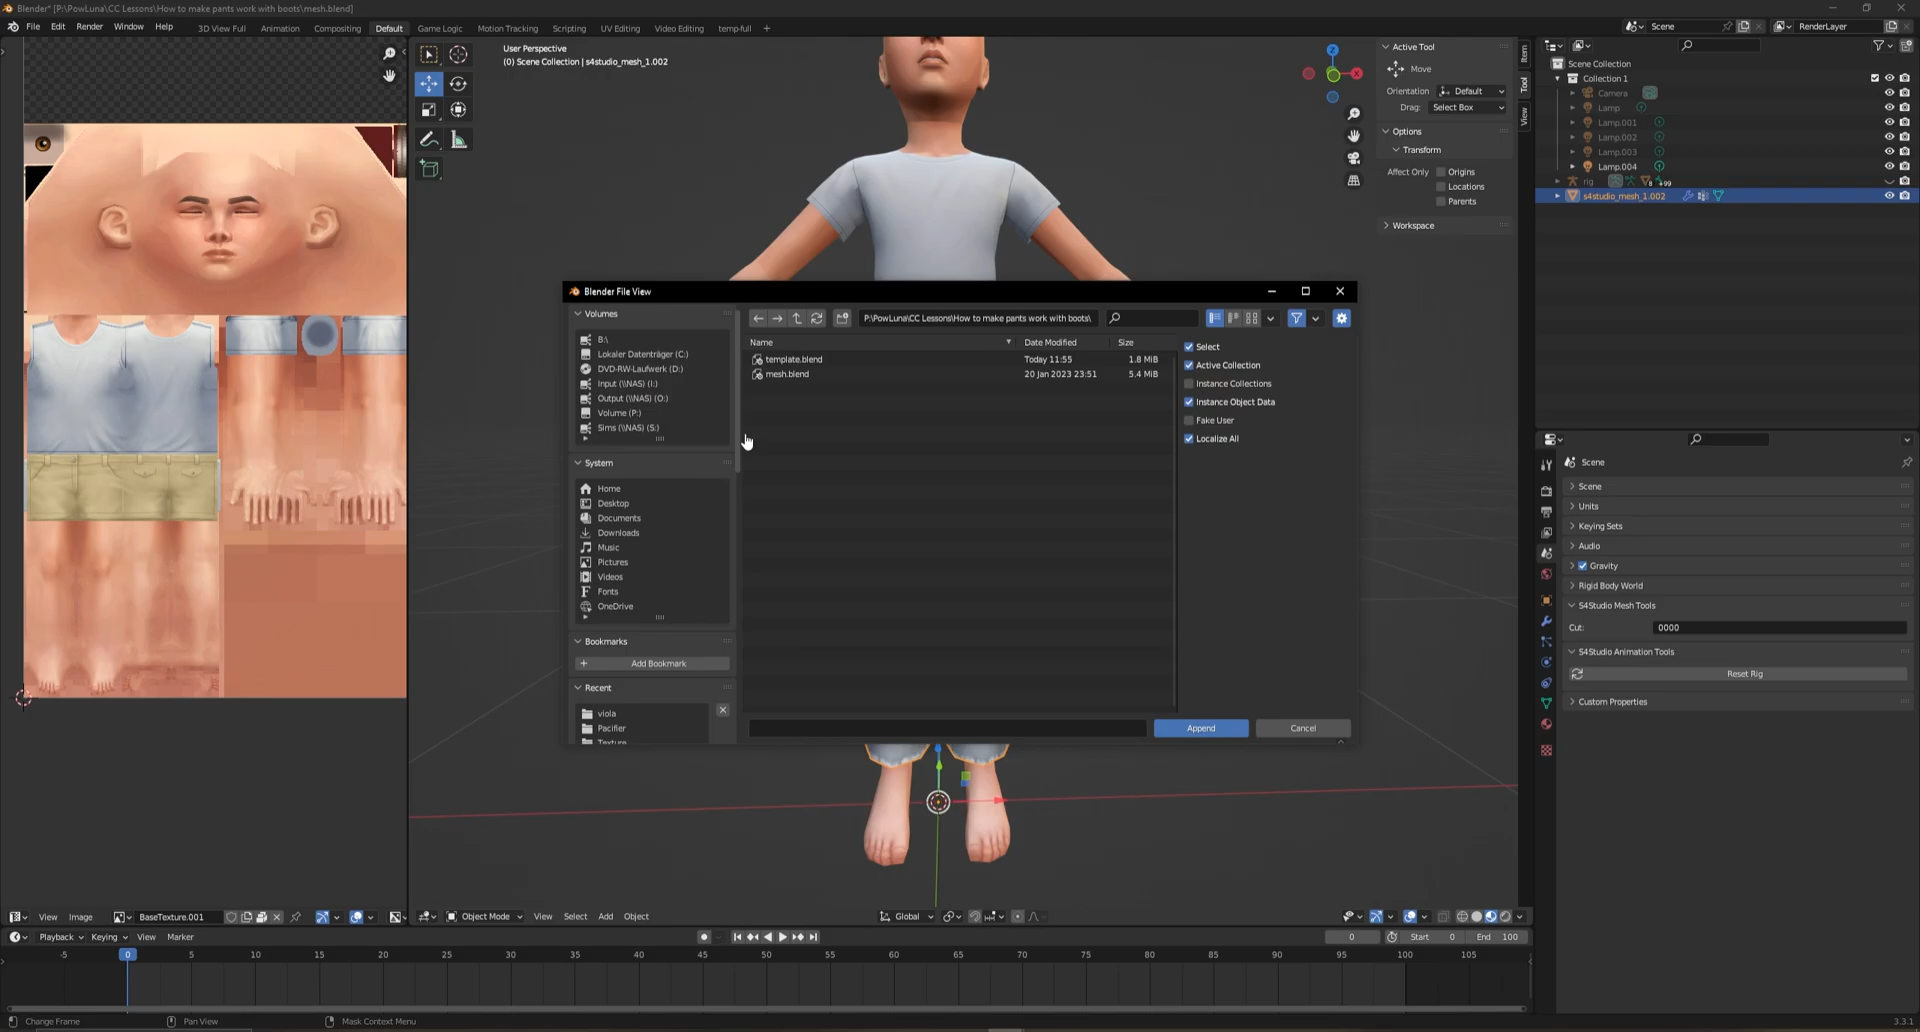 Blender* [P:\PowLuna\CC Lessons\How to make pants work with boots\mesh.blend]
File Edit Render Window Help 3D View Full Animation Compositing Default Game Logic Motion Tracking Scripting UV Editing Video Editing temp-full + Scene RenderLayer
User Perspective
(0) Scene Collection | s4studio_mesh_1.002
Z
X
Active Tool
Move
Orientation Default
Drag: Select Box
Options
Transform
Affect Only Origins
Locations
Parents
Workspace
Item
Tool
View
Scene Collection
Collection 1
Camera
Lamp
Lamp.001
Lamp.002
Lamp.003
Lamp.004
rig 8 +99
s4studio_mesh_1.002
Blender File View
Volumes
B:\
Lokaler Datenträger (C:)
DVD-RW-Laufwerk (D:)
Input (\\NAS) (I:)
Output (\\NAS) (O:)
Volume (P:)
Sims (\\NAS) (S:)
System
Home
Desktop
Documents
Downloads
Music
Pictures
Videos
Fonts
OneDrive
Bookmarks
Add Bookmark
Recent
viola
Pacifier
Texture
P:\PowLuna\CC Lessons\How to make pants work with boots\
Name Date Modified Size
template.blend Today 11:55 1.8 MiB
mesh.blend 20 Jan 2023 23:51 5.4 MiB
Select
Active Collection
Instance Collections
Instance Object Data
Fake User
Localize All
Append Cancel
Scene
Scene
Units
Keying Sets
Audio
Gravity
Rigid Body World
S4Studio Mesh Tools
Cut: 0000
S4Studio Animation Tools
Reset Rig
Custom Properties
View Image BaseTexture.001 Object Mode View Select Add Object Global
Playback Keying View Marker 0 Start 0 End 100
-5 0 5 10 15 20 25 30 35 40 45 50 55 60 65 70 75 80 85 90 95 100 105
Change Frame Pan View Mask Context Menu 3.3.1